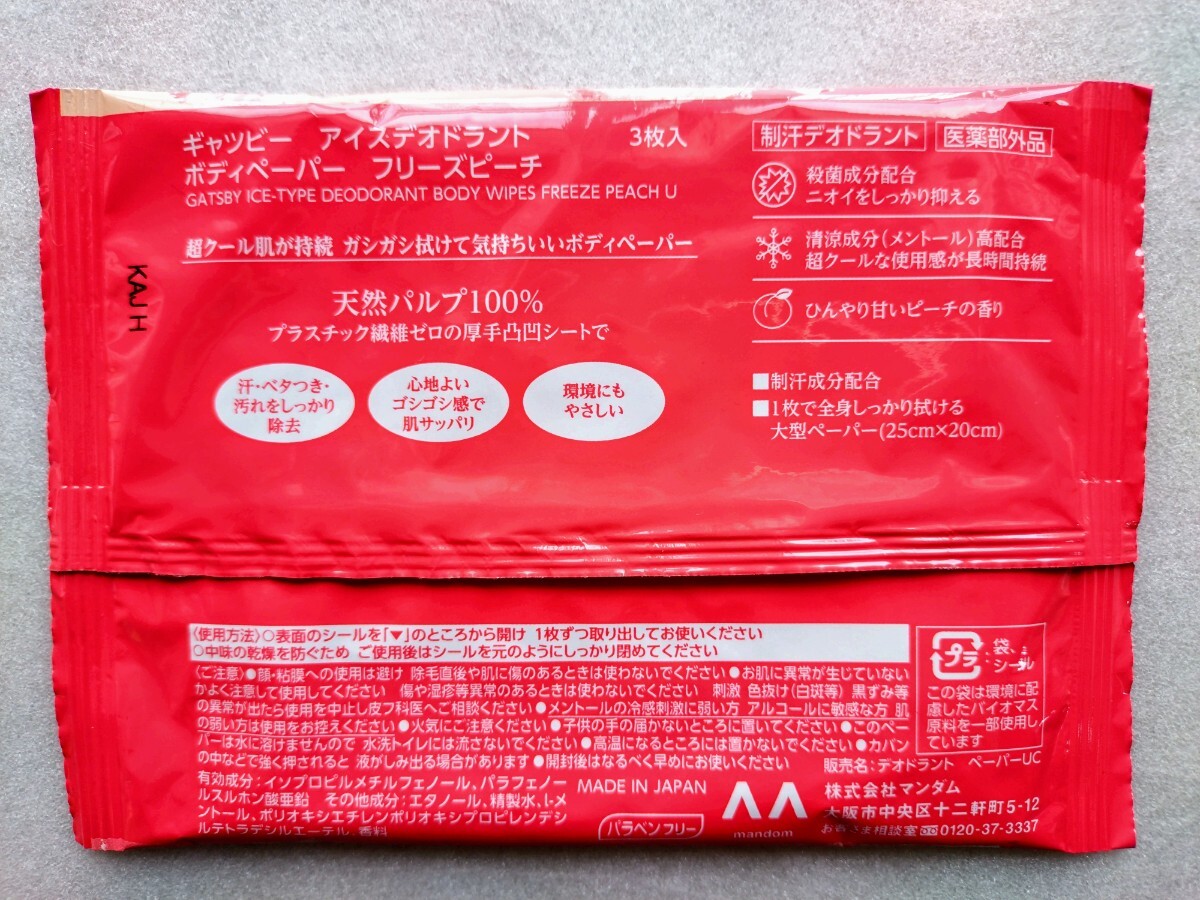 ギャツビー アイスデオドラント 3枚入
ボディペーパー フリーズピーチ
GATSBY ICE-TYPE DEODORANT BODY WIPES FREEZE PEACH U
超クール肌が持続 ガシガシ拭けて気持ちいいボディペーパー
天然パルプ100%
プラスチック繊維ゼロの厚手凸凹シートで
汗・ベタつき・
汚れをしっかり
除去
心地よい
ゴシゴシ感で
肌サッパリ
環境にも
やさしい
制汗デオドラント 医薬部外品
殺菌成分配合
ニオイをしっかり抑える
清涼成分(メントール)高配合
超クールな使用感が長時間持続
ひんやり甘いピーチの香り
■制汗成分配合
■1枚で全身しっかり拭ける
大型ペーパー(25cm×20cm)
KAJ H
〈使用方法〉○表面のシールを「▼」のところから開け 1枚ずつ取り出してお使いください
○中味の乾燥を防ぐため ご使用後はシールを元のようにしっかり閉めてください
〈ご注意〉●顔・粘膜への使用は避け 除毛直後や肌に傷のあるときは使わないでください●お肌に異常が生じていない
かよく注意して使用してください 傷や湿疹等異常のあるときは使わないでください 刺激 色抜け(白斑等) 黒ずみ等
の異常が出たら使用を中止し皮フ科医へご相談ください●メントールの冷感刺激に弱い方 アルコールに敏感な方 肌
の弱い方は使用をお控えください●火気にご注意ください●子供の手の届かないところに置いてください●このペー
パーは水に溶けませんので 水洗トイレには流さないでください●高温になるところには置かないでください●カバン
の中などで強く押されると 液がしみ出る場合があります●開封後はなるべく早めにお使いください
有効成分:イソプロピルメチルフェノール、パラフェノー
ルスルホン酸亜鉛 その他成分:エタノール、精製水、l-メ
ントール、ポリオキシエチレンポリオキシプロピレンデシ
ルテトラデシルエーテル、香料
MADE IN JAPAN
パラベンフリー
mandom
プラ 袋、
シール
この袋は環境に配
慮したバイオマス
原料を一部使用し
ています
販売名:デオドラント ペーパーUC
株式会社マンダム
大阪市中央区十二軒町5-12
お客さま相談室 0120-37-3337